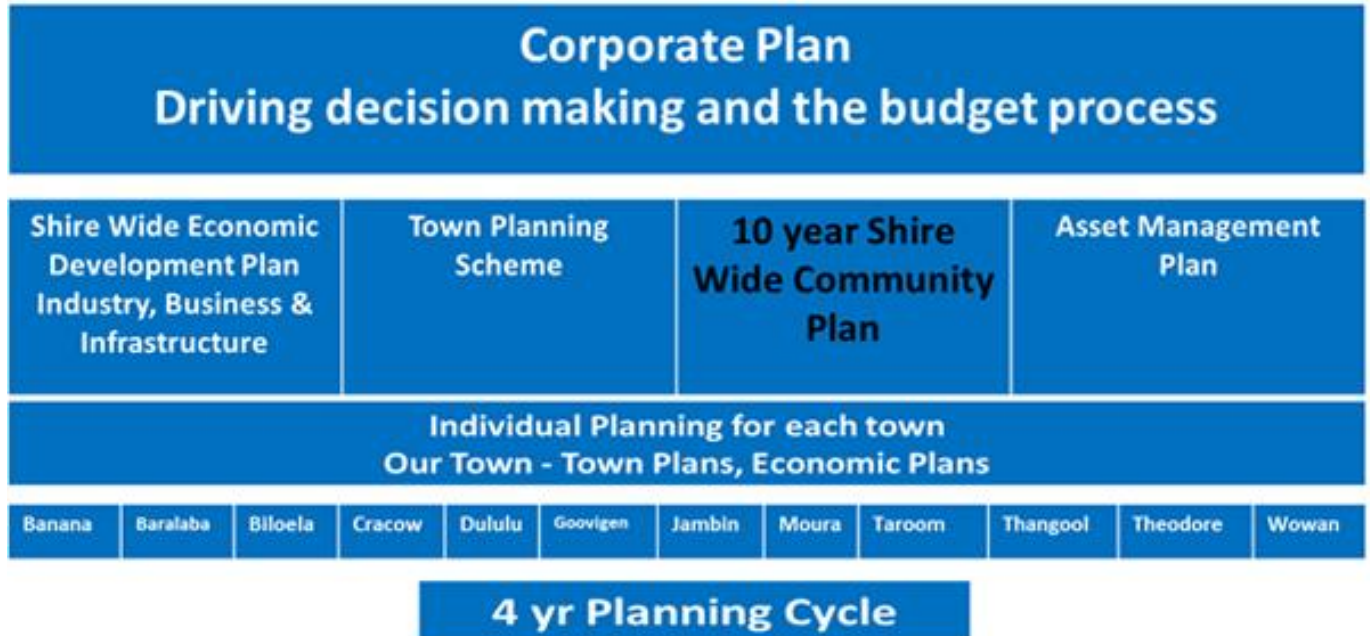 Corporate Plan
Driving decision making and the budget process
Shire Wide Economic
Development Plan
Industry, Business &
Infrastructure
Town Planning
Scheme
10 year Shire
Wide Community
Plan
Asset Management
Plan
Individual Planning for each town
Our Town - Town Plans, Economic Plans
Banana
Baralaba
Biloela
Cracow
Dululu
Goovigen
Jambin
Moura
Taroom
Thangool
Theodore
Wowan
4 yr Planning Cycle